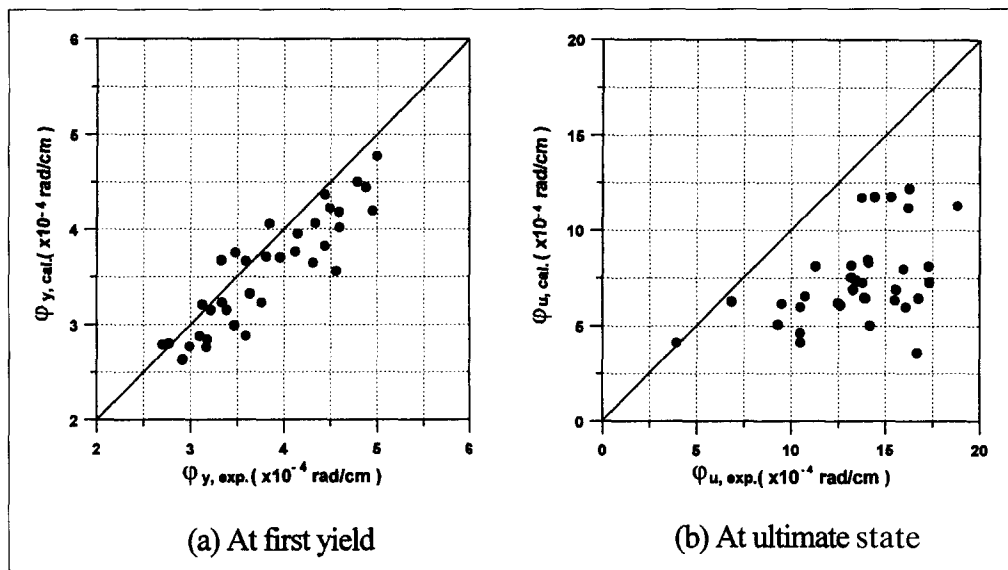 6
5
4
3
2
φy, cal.( x10⁻⁴ rad/cm)
2 3 4 5 6
φy, exp.( x10⁻⁴ rad/cm)
(a) At first yield
20
15
10
5
0
φu, cal.( x10⁻⁴ rad/cm)
0 5 10 15 20
φu, exp.( x10⁻⁴ rad/cm)
(b) At ultimate state